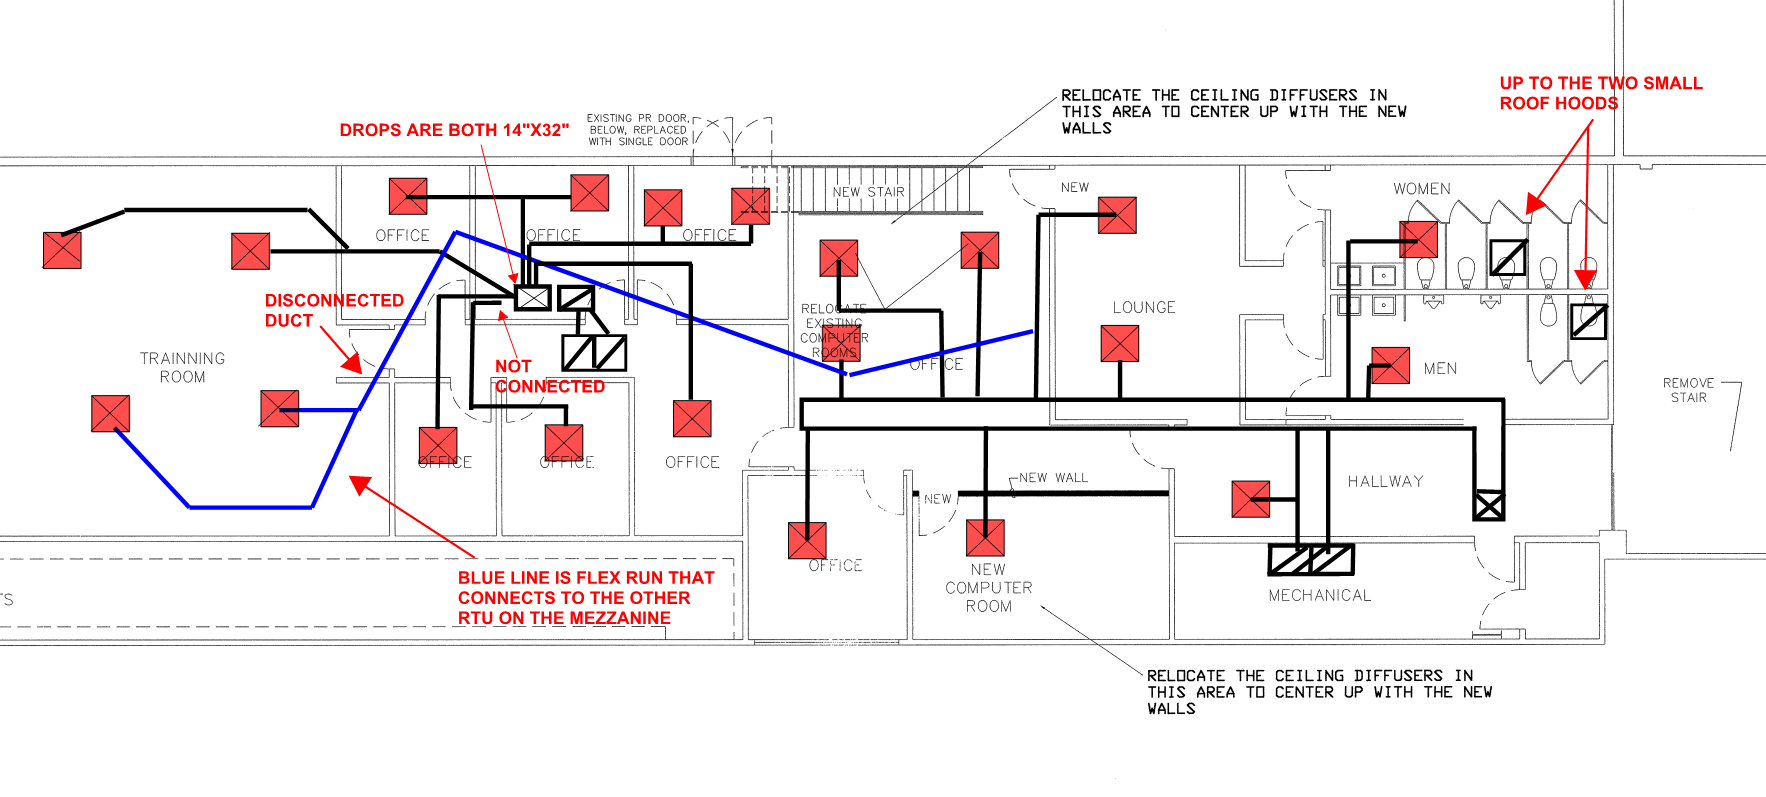 UP TO THE TWO SMALL
ROOF HOODS
RELOCATE THE CEILING DIFFUSERS IN
THIS AREA TO CENTER UP WITH THE NEW
WALLS
DROPS ARE BOTH 14"X32"
EXISTING PR DOOR,
BELOW, REPLACED
WITH SINGLE DOOR
NEW STAIR
NEW
WOMEN
OFFICE
OFFICE
OFFICE
DISCONNECTED
DUCT
RELOCATE
EXISTING
COMPUTER
ROOMS
LOUNGE
TRAINNING
ROOM
NOT
CONNECTED
OFFICE
MEN
REMOVE
STAIR
OFFICE
OFFICE
OFFICE
NEW WALL
NEW
HALLWAY
OFFICE
NEW
COMPUTER
ROOM
MECHANICAL
BLUE LINE IS FLEX RUN THAT
CONNECTS TO THE OTHER
RTU ON THE MEZZANINE
TS
RELOCATE THE CEILING DIFFUSERS IN
THIS AREA TO CENTER UP WITH THE NEW
WALLS